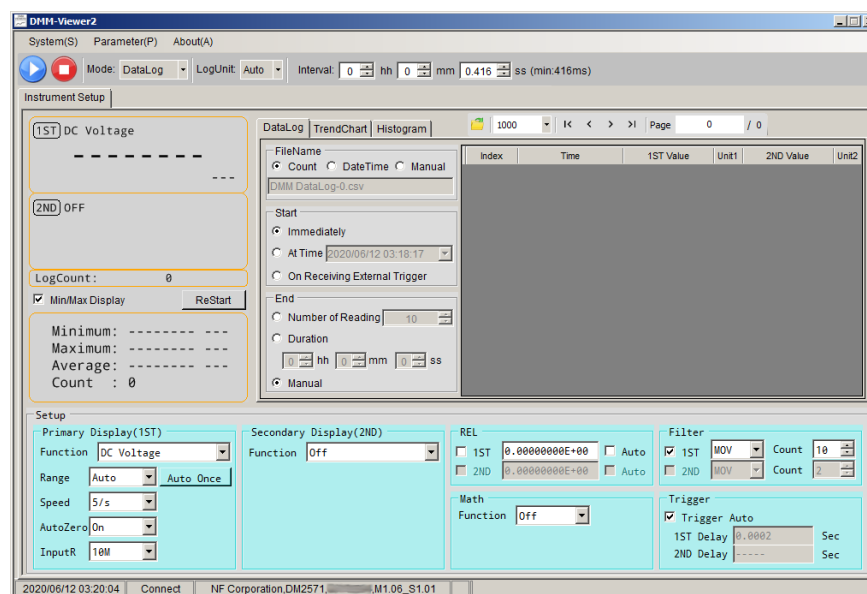 DMM-Viewer2
System(S) Parameter(P) About(A)
Mode: DataLog LogUnit: Auto Interval: 0 hh 0 mm 0.416 ss (min:416ms)
Instrument Setup
1ST DC Voltage
- - - - - - - -
---
2ND OFF
LogCount: 0
Min/Max Display ReStart
Minimum: -------- ---
Maximum: -------- ---
Average: -------- ---
Count : 0
DataLog TrendChart Histogram 1000 Page 0 / 0
FileName
Count DateTime Manual
DMM DataLog-0.csv
Start
Immediately
At Time 2020/06/12 03:18:17
On Receiving External Trigger
End
Number of Reading 10
Duration
0 hh 0 mm 0 ss
Manual
Index Time 1ST Value Unit1 2ND Value Unit2
Setup
Primary Display(1ST)
Function DC Voltage
Range Auto Auto Once
Speed 5/s
AutoZero On
InputR 10M
Secondary Display(2ND)
Function Off
REL
1ST 0.00000000E+00 Auto
2ND 0.00000000E+00 Auto
Math
Function Off
Filter
1ST MOV Count 10
2ND MOV Count 2
Trigger
Trigger Auto
1ST Delay 0.0002 Sec
2ND Delay ----- Sec
2020/06/12 03:20:04 Connect NF Corporation,DM2571, ,M1.06_S1.01